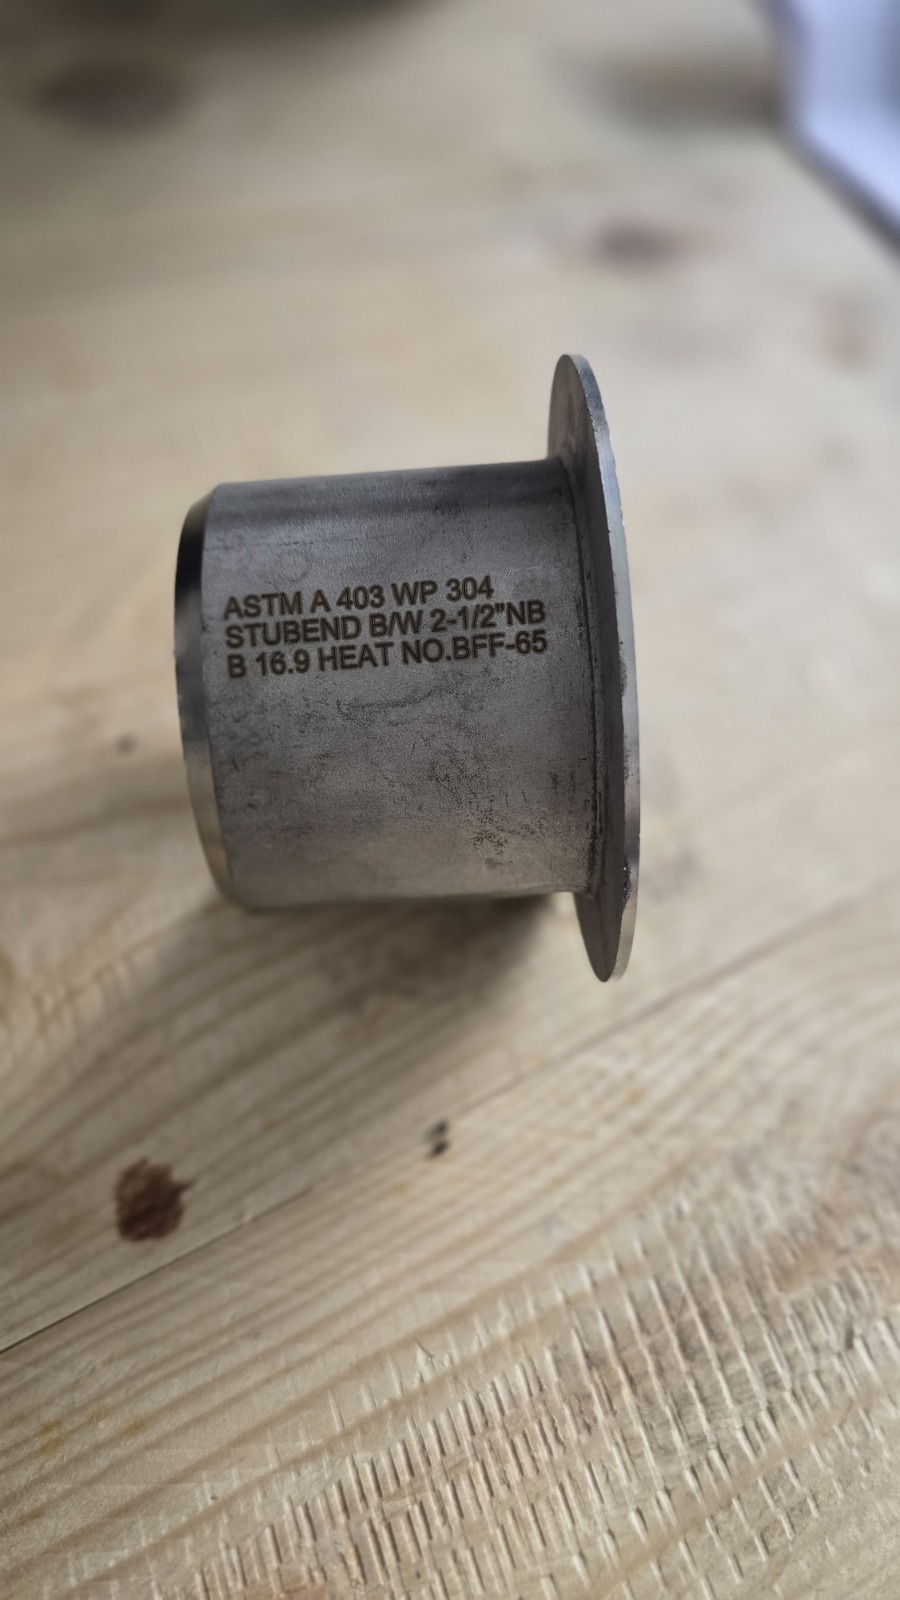 ASTM A 403 WP 304
STUBEND B/W 2-1/2"NB
B 16.9 HEAT NO.BFF-65